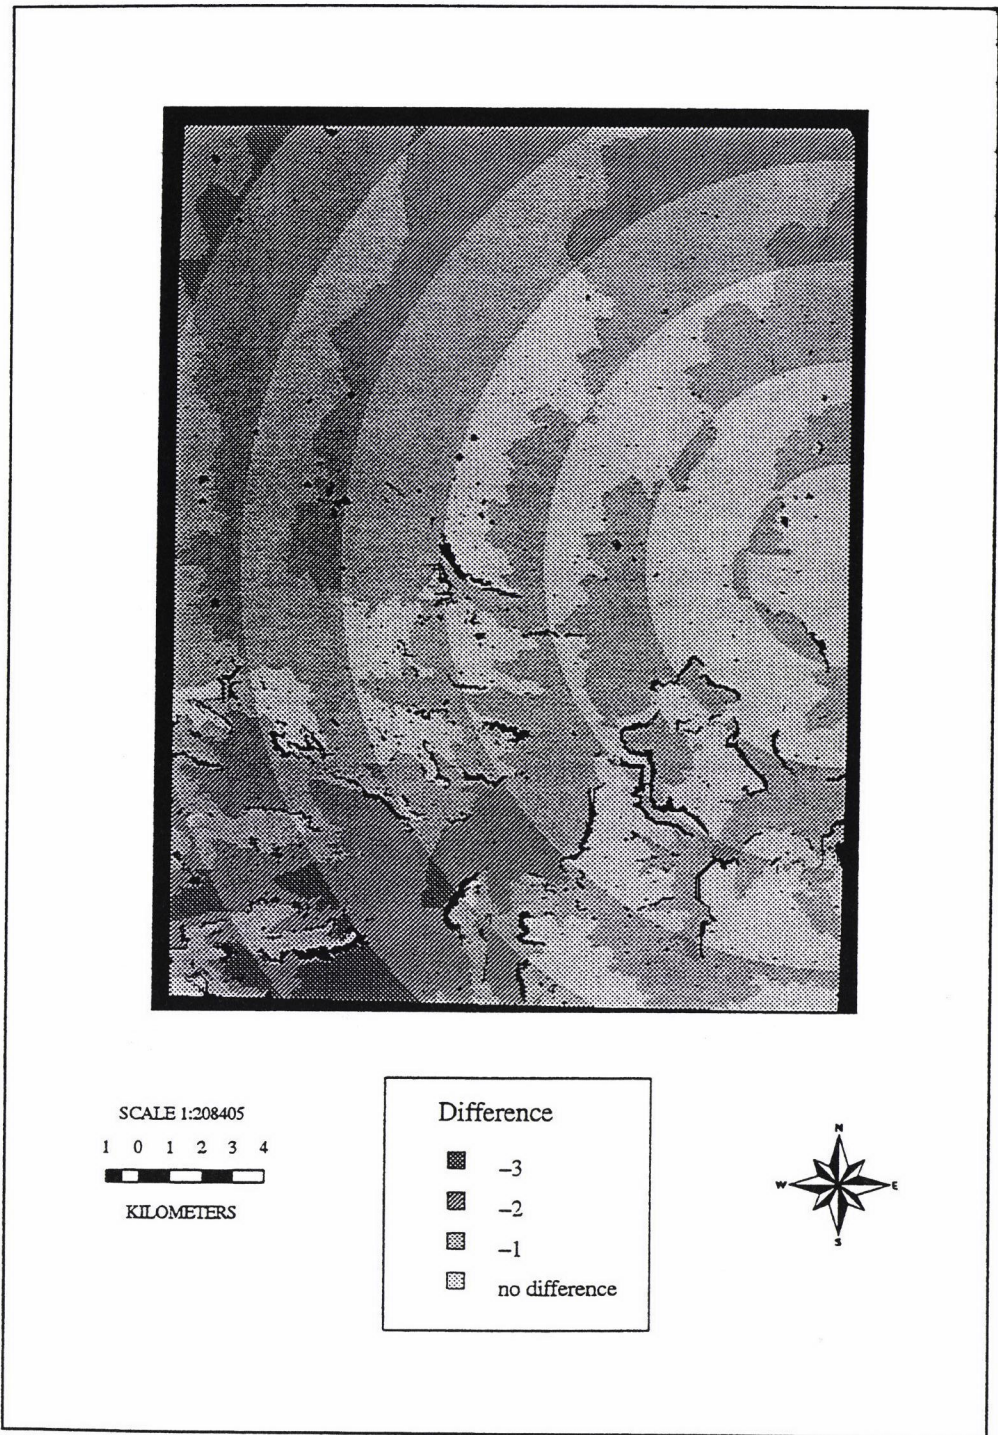 SCALE 1:208405
1 0 1 2 3 4
KILOMETERS
Difference
–3
–2
–1
no difference
N
W E
S